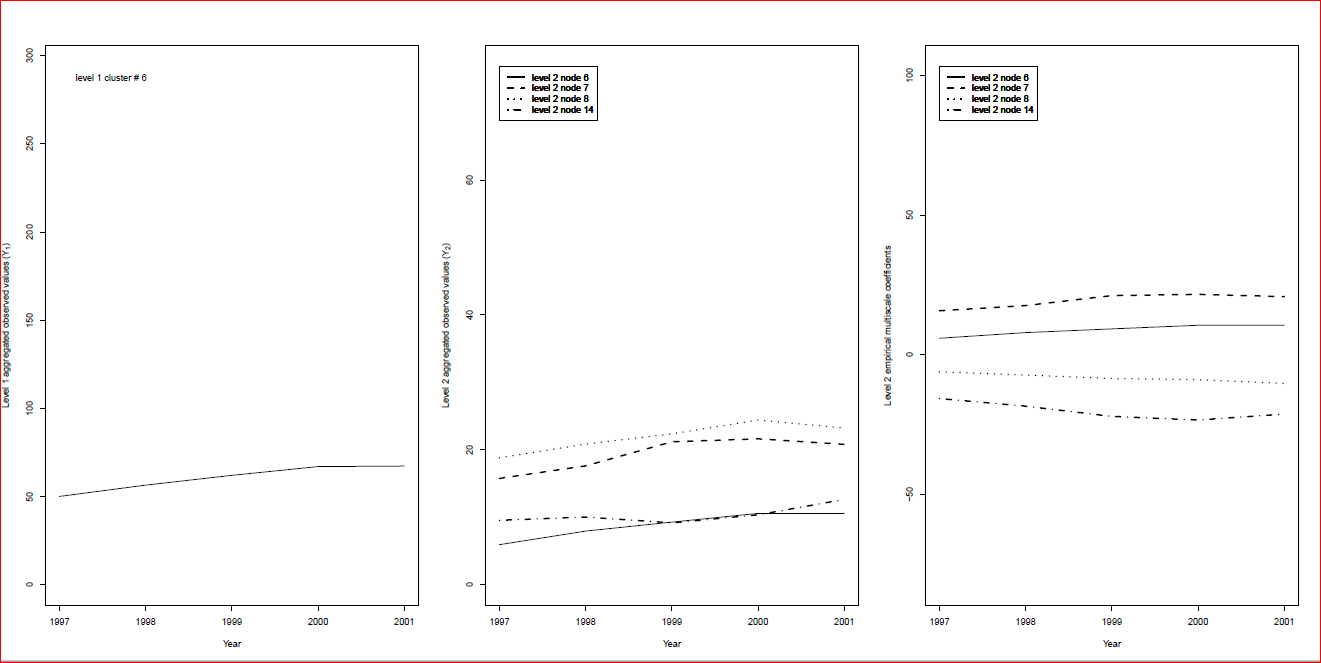 level 1 cluster # 6
Level 1 aggregated observed values (Y1)
300
250
200
150
100
50
0
1997 1998 1999 2000 2001
Year
level 2 node 6
level 2 node 7
level 2 node 8
level 2 node 14
Level 2 aggregated observed values (Y2)
60
40
20
0
1997 1998 1999 2000 2001
Year
level 2 node 6
level 2 node 7
level 2 node 8
level 2 node 14
Level 2 empirical multiscale coefficients
100
50
0
−50
1997 1998 1999 2000 2001
Year